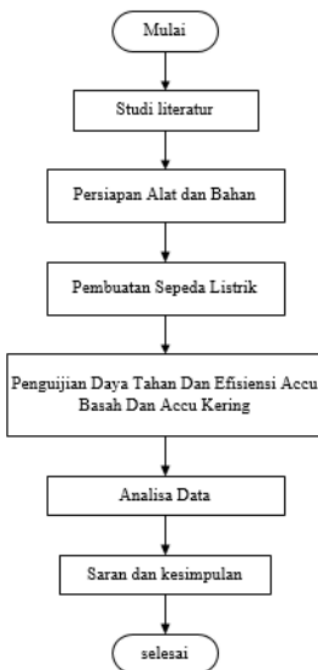 Mulai
Studi literatur
Persiapan Alat dan Bahan
Pembuatan Sepeda Listrik
Penguijian Daya Tahan Dan Efisiensi Accu
Basah Dan Accu Kering
Analisa Data
Saran dan kesimpulan
selesai